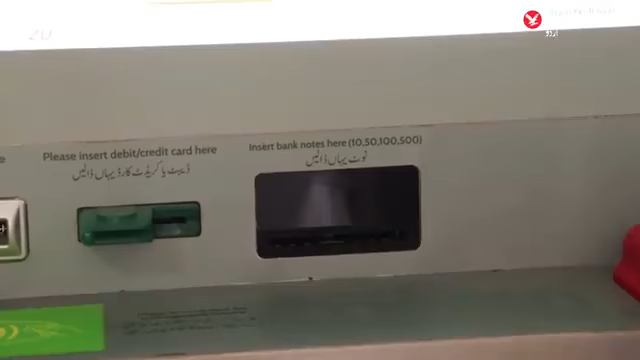 اردو
Please insert debit/credit card here
ڈیبٹ یا کریڈٹ کارڈ یہاں ڈالیں
Insert bank notes here (10,50,100,500)
نوٹ یہاں ڈالیں